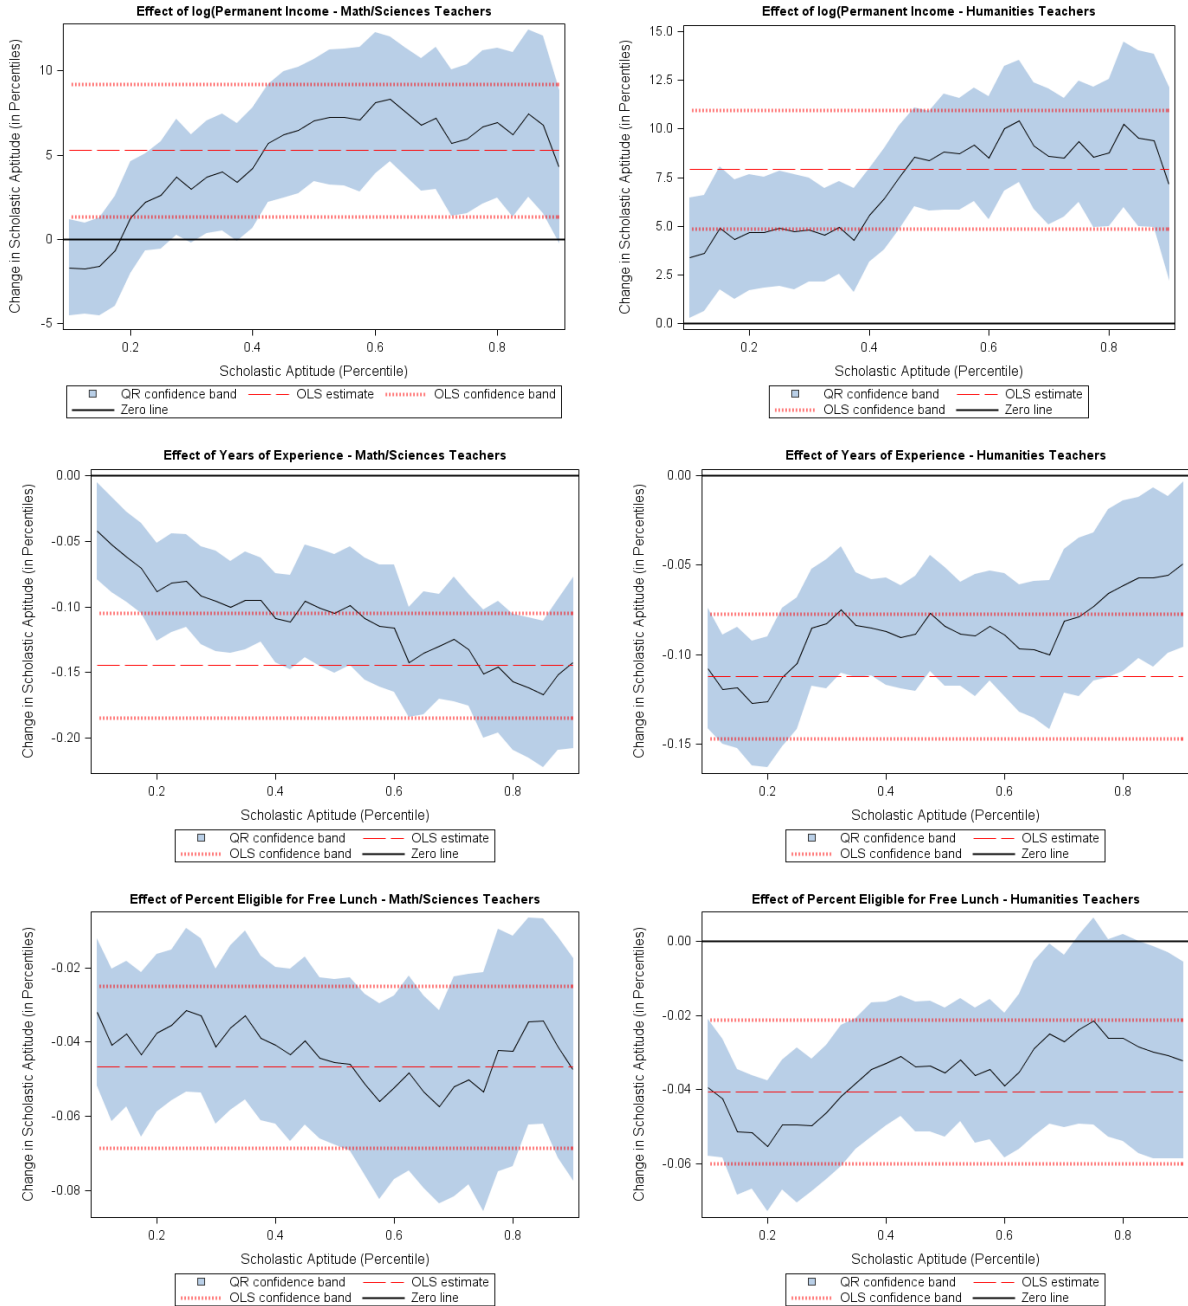 Effect of log(Permanent Income - Math/Sciences Teachers
Change in Scholastic Aptitude (in Percentiles)
10
5
0
-5
0.2 0.4 0.6 0.8
Scholastic Aptitude (Percentile)
QR confidence band OLS estimate OLS confidence band
Zero line
Effect of log(Permanent Income - Humanities Teachers
Change in Scholastic Aptitude (in Percentiles)
15.0
12.5
10.0
7.5
5.0
2.5
0.0
0.2 0.4 0.6 0.8
Scholastic Aptitude (Percentile)
QR confidence band OLS estimate
OLS confidence band Zero line
Effect of Years of Experience - Math/Sciences Teachers
Change in Scholastic Aptitude (in Percentiles)
0.00
-0.05
-0.10
-0.15
-0.20
0.2 0.4 0.6 0.8
Scholastic Aptitude (Percentile)
QR confidence band OLS estimate
OLS confidence band Zero line
Effect of Years of Experience - Humanities Teachers
Change in Scholastic Aptitude (in Percentiles)
0.00
-0.05
-0.10
-0.15
0.2 0.4 0.6 0.8
Scholastic Aptitude (Percentile)
QR confidence band OLS estimate
OLS confidence band Zero line
Effect of Percent Eligible for Free Lunch - Math/Sciences Teachers
Change in Scholastic Aptitude (in Percentiles)
-0.02
-0.04
-0.06
-0.08
0.2 0.4 0.6 0.8
Scholastic Aptitude (Percentile)
QR confidence band OLS estimate
OLS confidence band Zero line
Effect of Percent Eligible for Free Lunch - Humanities Teachers
Change in Scholastic Aptitude (in Percentiles)
0.00
-0.02
-0.04
-0.06
0.2 0.4 0.6 0.8
Scholastic Aptitude (Percentile)
QR confidence band OLS estimate
OLS confidence band Zero line